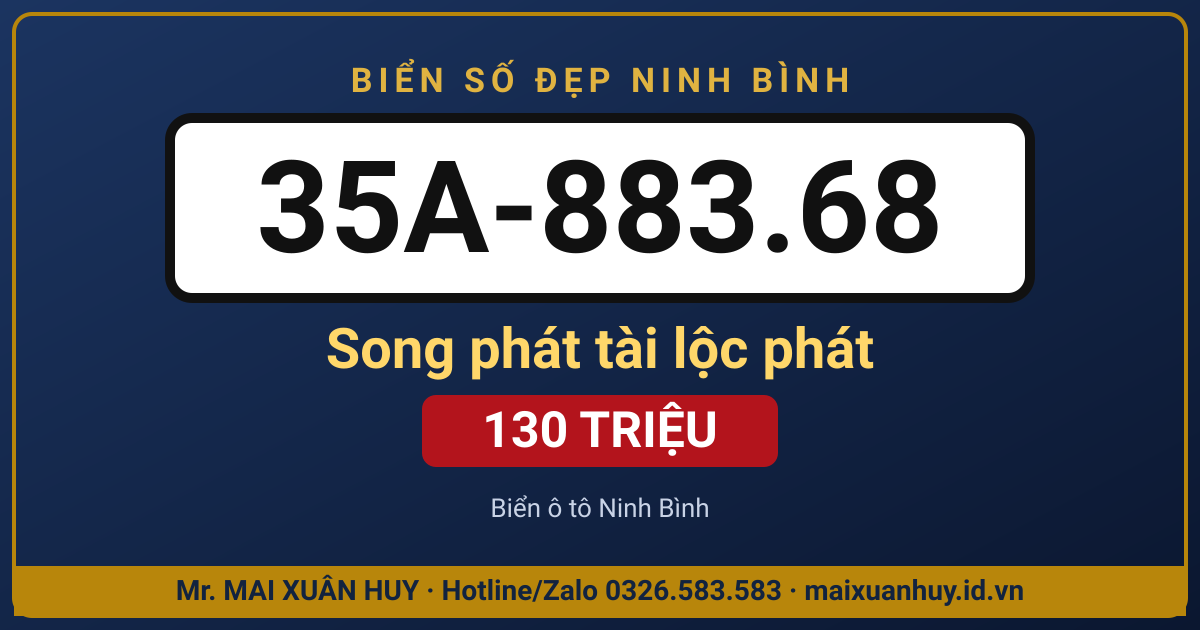 BIỂN SỐ ĐẸP NINH BÌNH
35A-883.68
Song phát tài lộc phát
130 TRIỆU
Biển ô tô Ninh Bình
Mr. MAI XUÂN HUY · Hotline/Zalo 0326.583.583 · maixuanhuy.id.vn